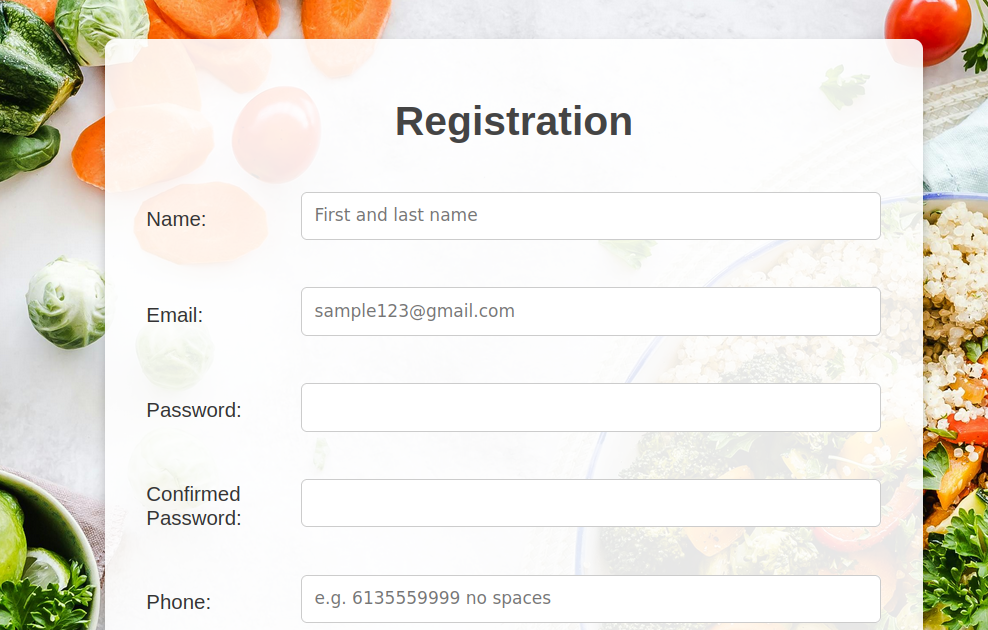 Registration
Name:
First and last name
Email:
sample123@gmail.com
Password:
Confirmed
Password:
Phone:
e.g. 6135559999 no spaces